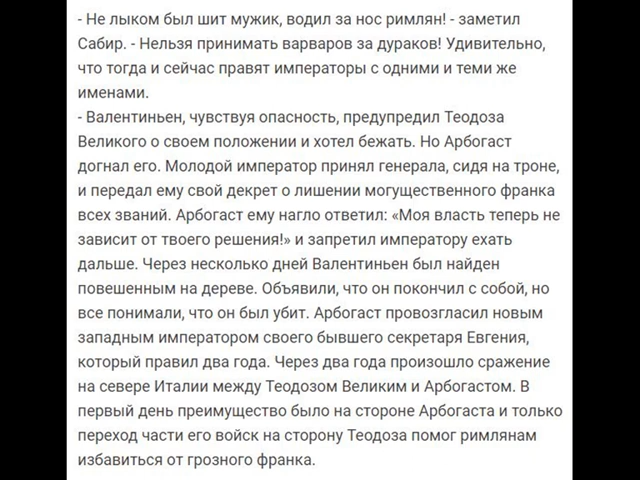 - Не лыком был шит мужик, водил за нос римлян! - заметил
Сабир. - Нельзя принимать варваров за дураков! Удивительно,
что тогда и сейчас правят императоры с одними и теми же
именами.
- Валентиньен, чувствуя опасность, предупредил Теодоза
Великого о своем положении и хотел бежать. Но Арбогаст
догнал его. Молодой император принял генерала, сидя на троне,
и передал ему свой декрет о лишении могущественного франка
всех званий. Арбогаст ему нагло ответил: «Моя власть теперь не
зависит от твоего решения!» и запретил императору ехать
дальше. Через несколько дней Валентиньен был найден
повешенным на дереве. Объявили, что он покончил с собой, но
все понимали, что он был убит. Арбогаст провозгласил новым
западным императором своего бывшего секретаря Евгения,
который правил два года. Через два года произошло сражение
на севере Италии между Теодозом Великим и Арбогастом. В
первый день преимущество было на стороне Арбогаста и только
переход части его войск на сторону Теодоза помог римлянам
избавиться от грозного франка.